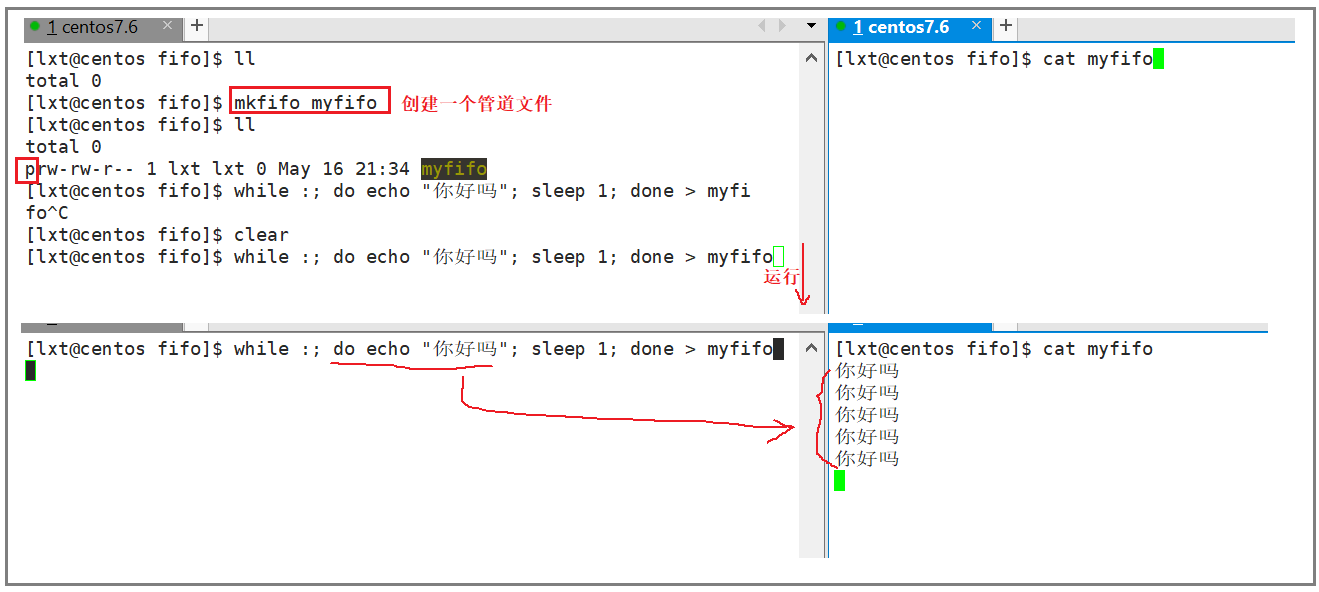 1 centos7.6 × +
[lxt@centos fifo]$ ll
total 0
[lxt@centos fifo]$ mkfifo myfifo 创建一个管道文件
[lxt@centos fifo]$ ll
total 0
prw-rw-r-- 1 lxt lxt 0 May 16 21:34 myfifo
[lxt@centos fifo]$ while :; do echo "你好吗"; sleep 1; done > myfi
fo^C
[lxt@centos fifo]$ clear
[lxt@centos fifo]$ while :; do echo "你好吗"; sleep 1; done > myfifo
运行
1 centos7.6 × +
[lxt@centos fifo]$ cat myfifo
[lxt@centos fifo]$ while :; do echo "你好吗"; sleep 1; done > myfifo
[lxt@centos fifo]$ cat myfifo
你好吗
你好吗
你好吗
你好吗
你好吗